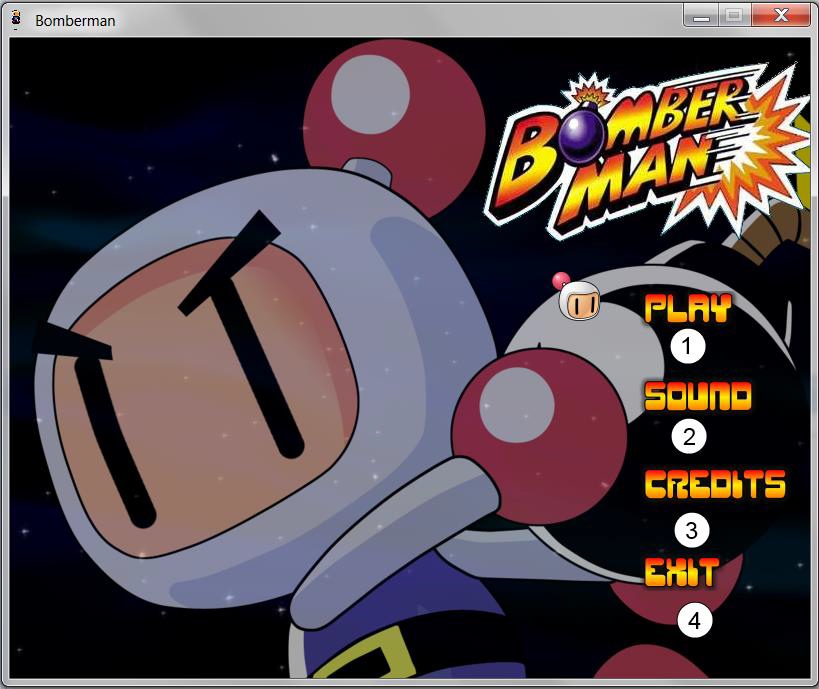 Bomberman
BOMBER
MAN
PLAY
1
SOUND
2
CREDITS
3
EXIT
4